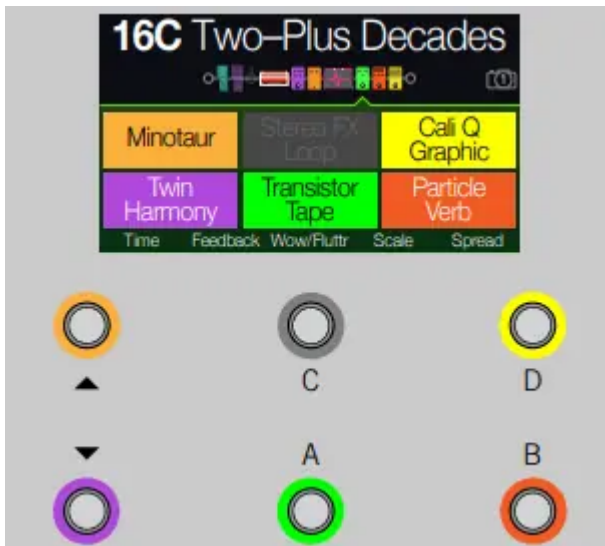 16C Two–Plus Decades
Minotaur
Stereo FX
Loop
Cali Q
Graphic
Twin
Harmony
Transistor
Tape
Particle
Verb
Time Feedback Wow/Fluttr Scale Spread
C D
A B